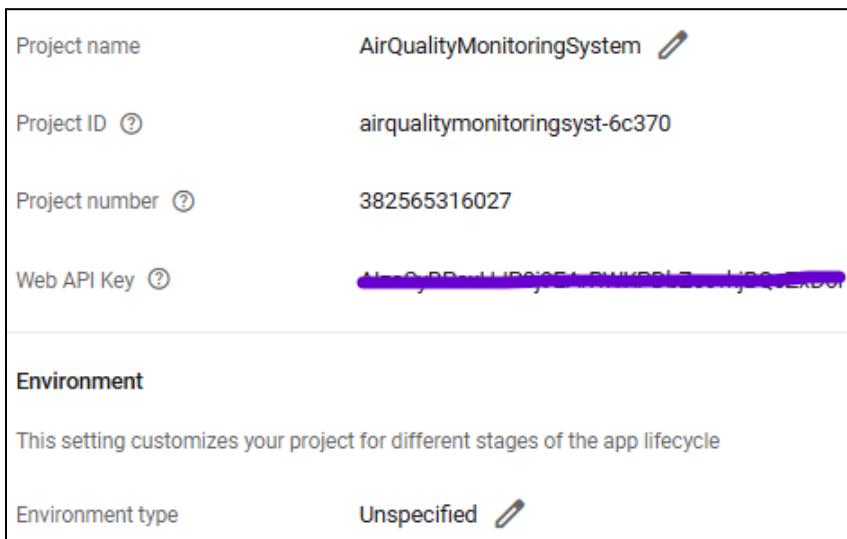 Project name AirQualityMonitoringSystem
Project ID airqualitymonitoringsyst-6c370
Project number 382565316027
Web API Key
Environment
This setting customizes your project for different stages of the app lifecycle
Environment type Unspecified